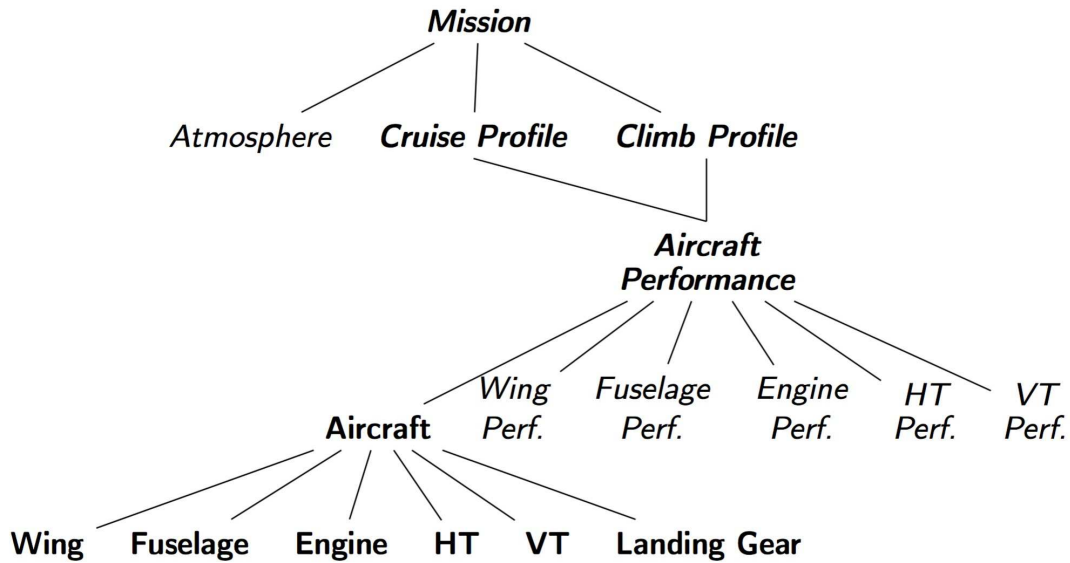 Mission
Atmosphere Cruise Profile Climb Profile
Aircraft
Performance
Wing Fuselage Engine HT VT
Perf. Perf. Perf. Perf. Perf.
Aircraft
Wing Fuselage Engine HT VT Landing Gear